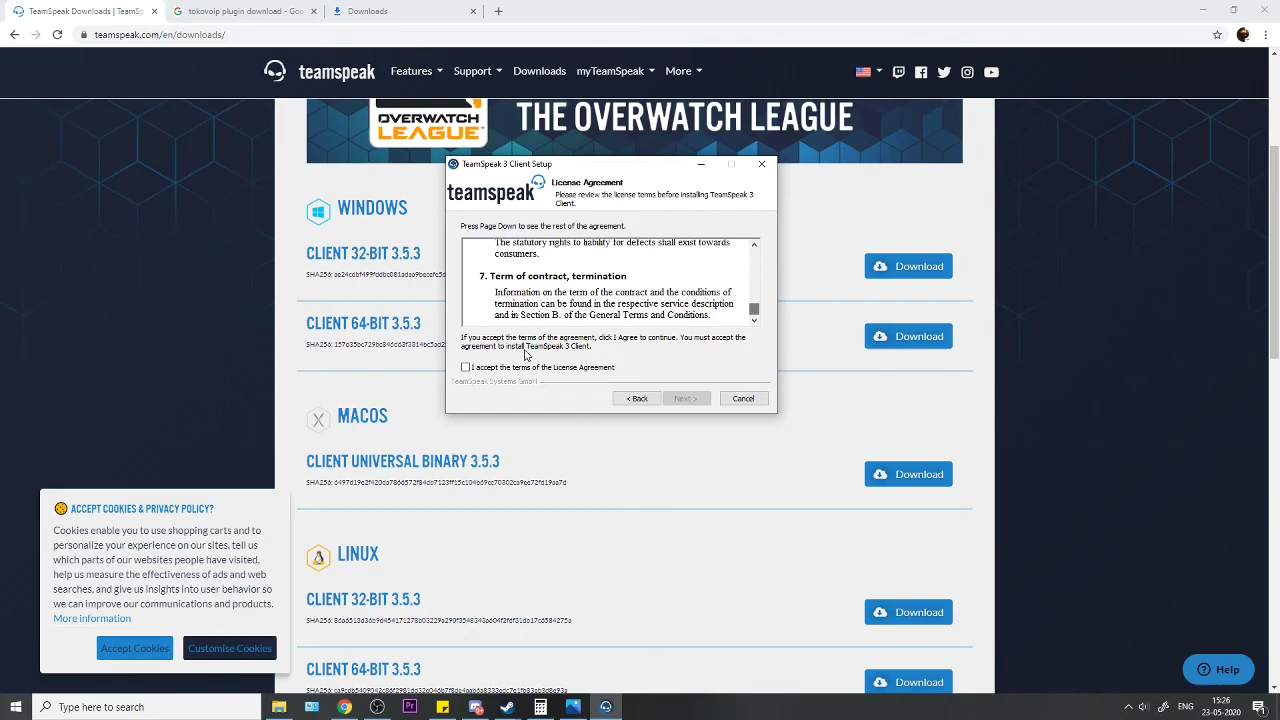 TeamSpeak Downloads | TeamS
tokovoip plugin download - Goo
Downloads
teamspeak.com/en/downloads/
teamspeak
Features
Support
Downloads
myTeamSpeak
More
OVERWATCH
LEAGUE
THE OVERWATCH LEAGUE
TeamSpeak 3 Client Setup
teamspeak
License Agreement
Please review the license terms before installing TeamSpeak 3
Client.
Press Page Down to see the rest of the agreement.
The statutory rights to liability for defects shall exist towards
consumers.
7. Term of contract, termination
Information on the term of the contract and the conditions of
termination can be found in the respective service description
and in Section B. of the General Terms and Conditions.
If you accept the terms of the agreement, click I Agree to continue. You must accept the
agreement to install TeamSpeak 3 Client.
I accept the terms of the License Agreement
TeamSpeak Systems GmbH
< Back
Next >
Cancel
WINDOWS
CLIENT 32-BIT 3.5.3
Download
CLIENT 64-BIT 3.5.3
Download
MACOS
CLIENT UNIVERSAL BINARY 3.5.3
Download
LINUX
CLIENT 32-BIT 3.5.3
Download
CLIENT 64-BIT 3.5.3
Download
ACCEPT COOKIES & PRIVACY POLICY?
Cookies enable you to use shopping carts and to
personalize your experience on our sites, tell us
which parts of our websites people have visited,
help us measure the effectiveness of ads and web
searches, and give us insights into user behavior so
we can improve our communications and products.
More information
Accept Cookies
Customise Cookies
Help
Type here to search
ENG
15:26
23-05-2020